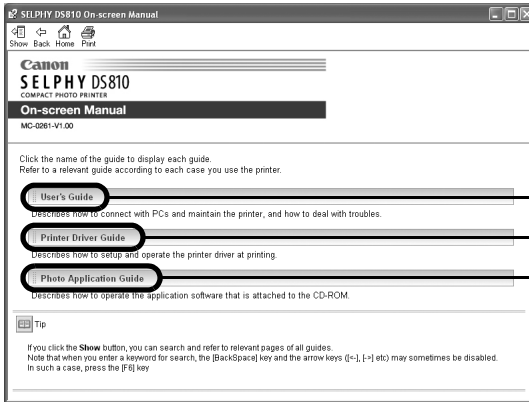 SELPHY DS810 On-screen Manual
Show Back Home Print
Canon
SELPHY DS810
COMPACT PHOTO PRINTER
On-screen Manual
MC-0261-V1.00
Click the name of the guide to display each guide.
Refer to a relevant guide according to each case you use the printer.
User's Guide
Describes how to connect with PCs and maintain the printer, and how to deal with troubles.
Printer Driver Guide
Describes how to setup and operate the printer driver at printing.
Photo Application Guide
Describes how to operate the application software that is attached to the CD-ROM.
Tip
If you click the Show button, you can search and refer to relevant pages of all guides.
Note that when you enter a keyword for search, the [BackSpace] key and the arrow keys ([<-], [->] etc) may sometimes be disabled.
In such a case, press the [F6] key